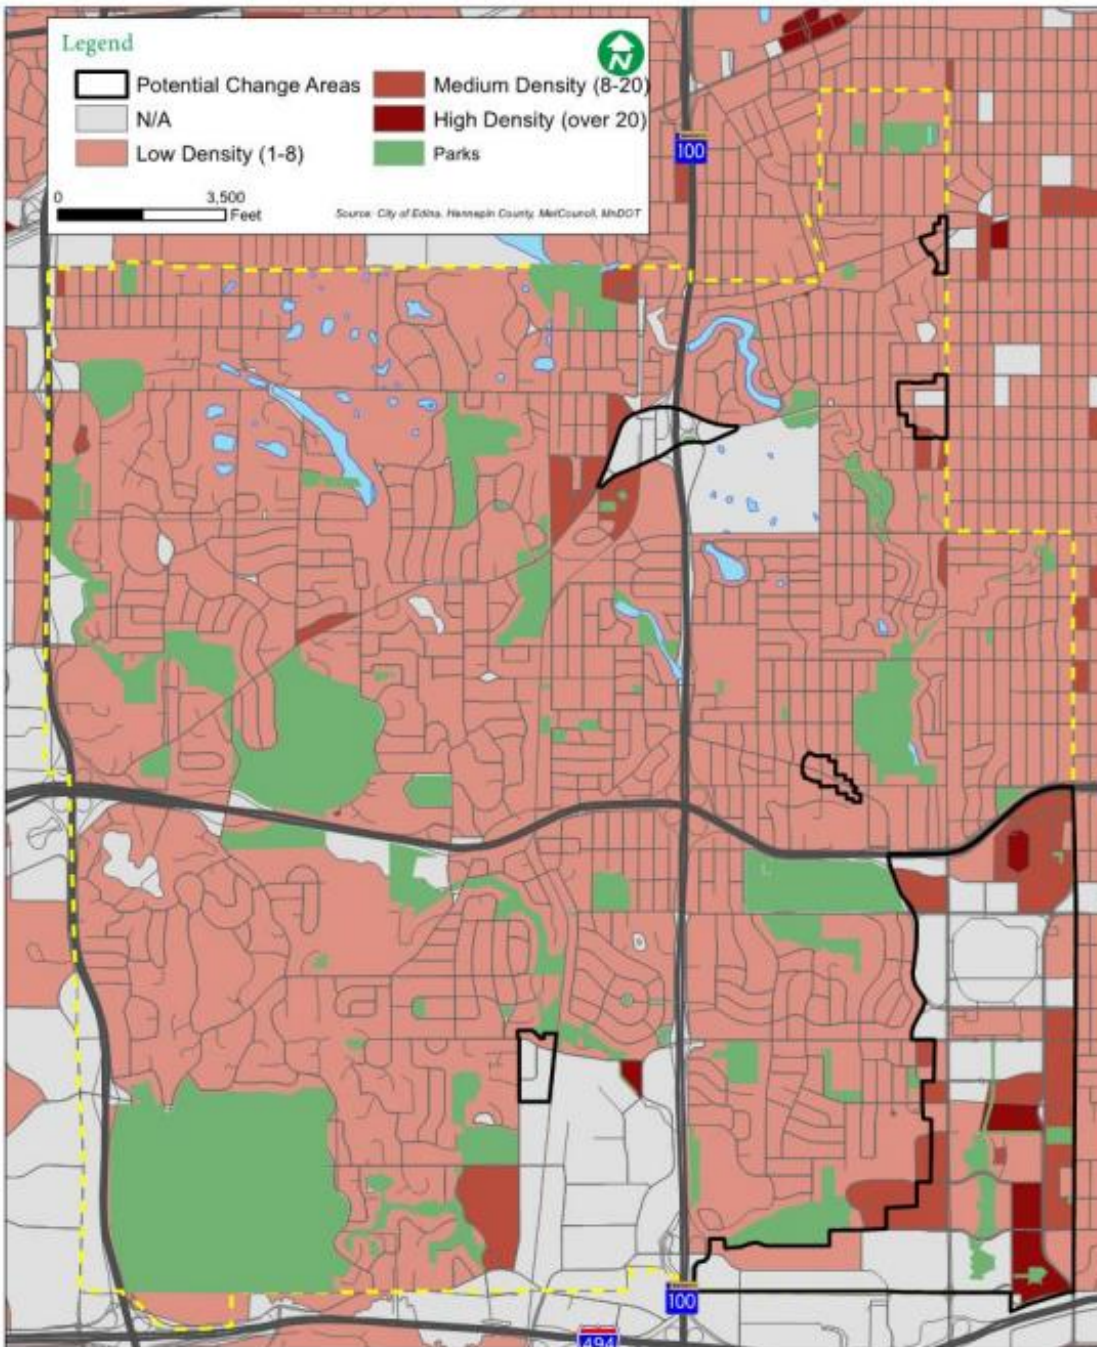 Legend
N
Potential Change Areas
Medium Density (8-20)
N/A
High Density (over 20)
Low Density (1-8)
Parks
0 3,500
Feet
Source: City of Edina, Hennepin County, MetCouncil, MnDOT
100
100
494